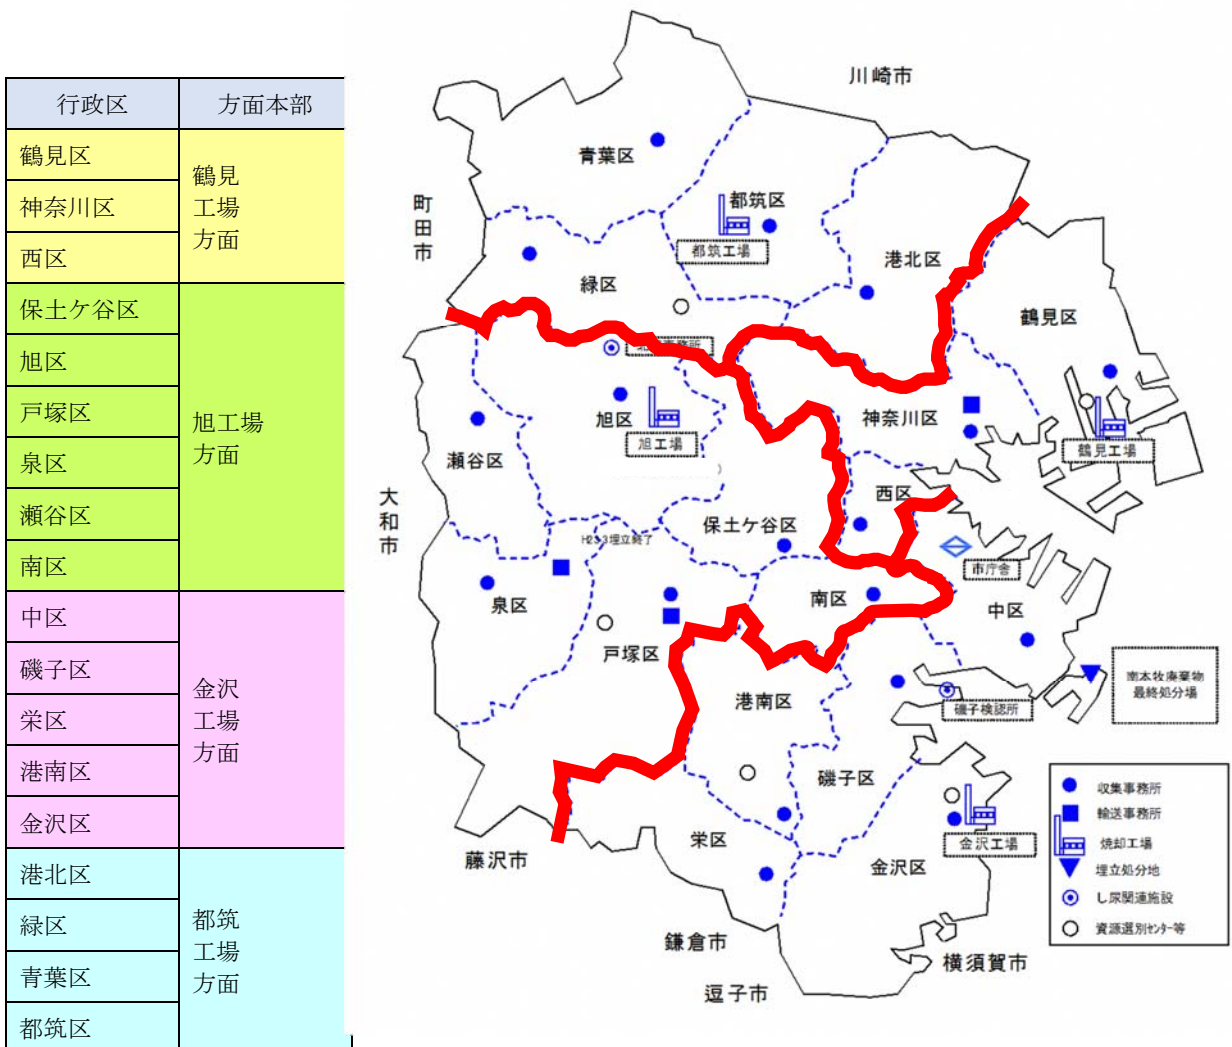 行政区 方面本部
鶴見区
神奈川区
西区
鶴見
工場
方面
保土ケ谷区
旭区
戸塚区
泉区
瀬谷区
南区
旭工場
方面
中区
磯子区
栄区
港南区
金沢区
金沢
工場
方面
港北区
緑区
青葉区
都筑区
都筑
工場
方面
川崎市
町田市
大和市
藤沢市
鎌倉市
逗子市
横須賀市
青葉区
都筑区
都筑工場
港北区
緑区
鶴見区
鶴見工場
神奈川区
旭区
旭工場
瀬谷区
西区
保土ケ谷区
H23.3埋立終了
市庁舎
泉区
南区
中区
戸塚区
港南区
磯子検認所
南本牧廃棄物
最終処分場
磯子区
栄区
金沢工場
金沢区
収集事務所
輸送事務所
焼却工場
埋立処分地
し尿関連施設
資源選別センター等